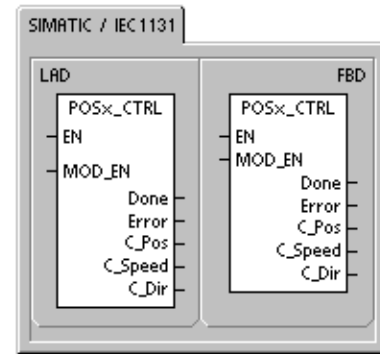 SIMATIC / IEC1131
LAD
POSx_CTRL
EN
MOD_EN
Done
Error
C_Pos
C_Speed
C_Dir
FBD
POSx_CTRL
EN
MOD_EN
Done
Error
C_Pos
C_Speed
C_Dir